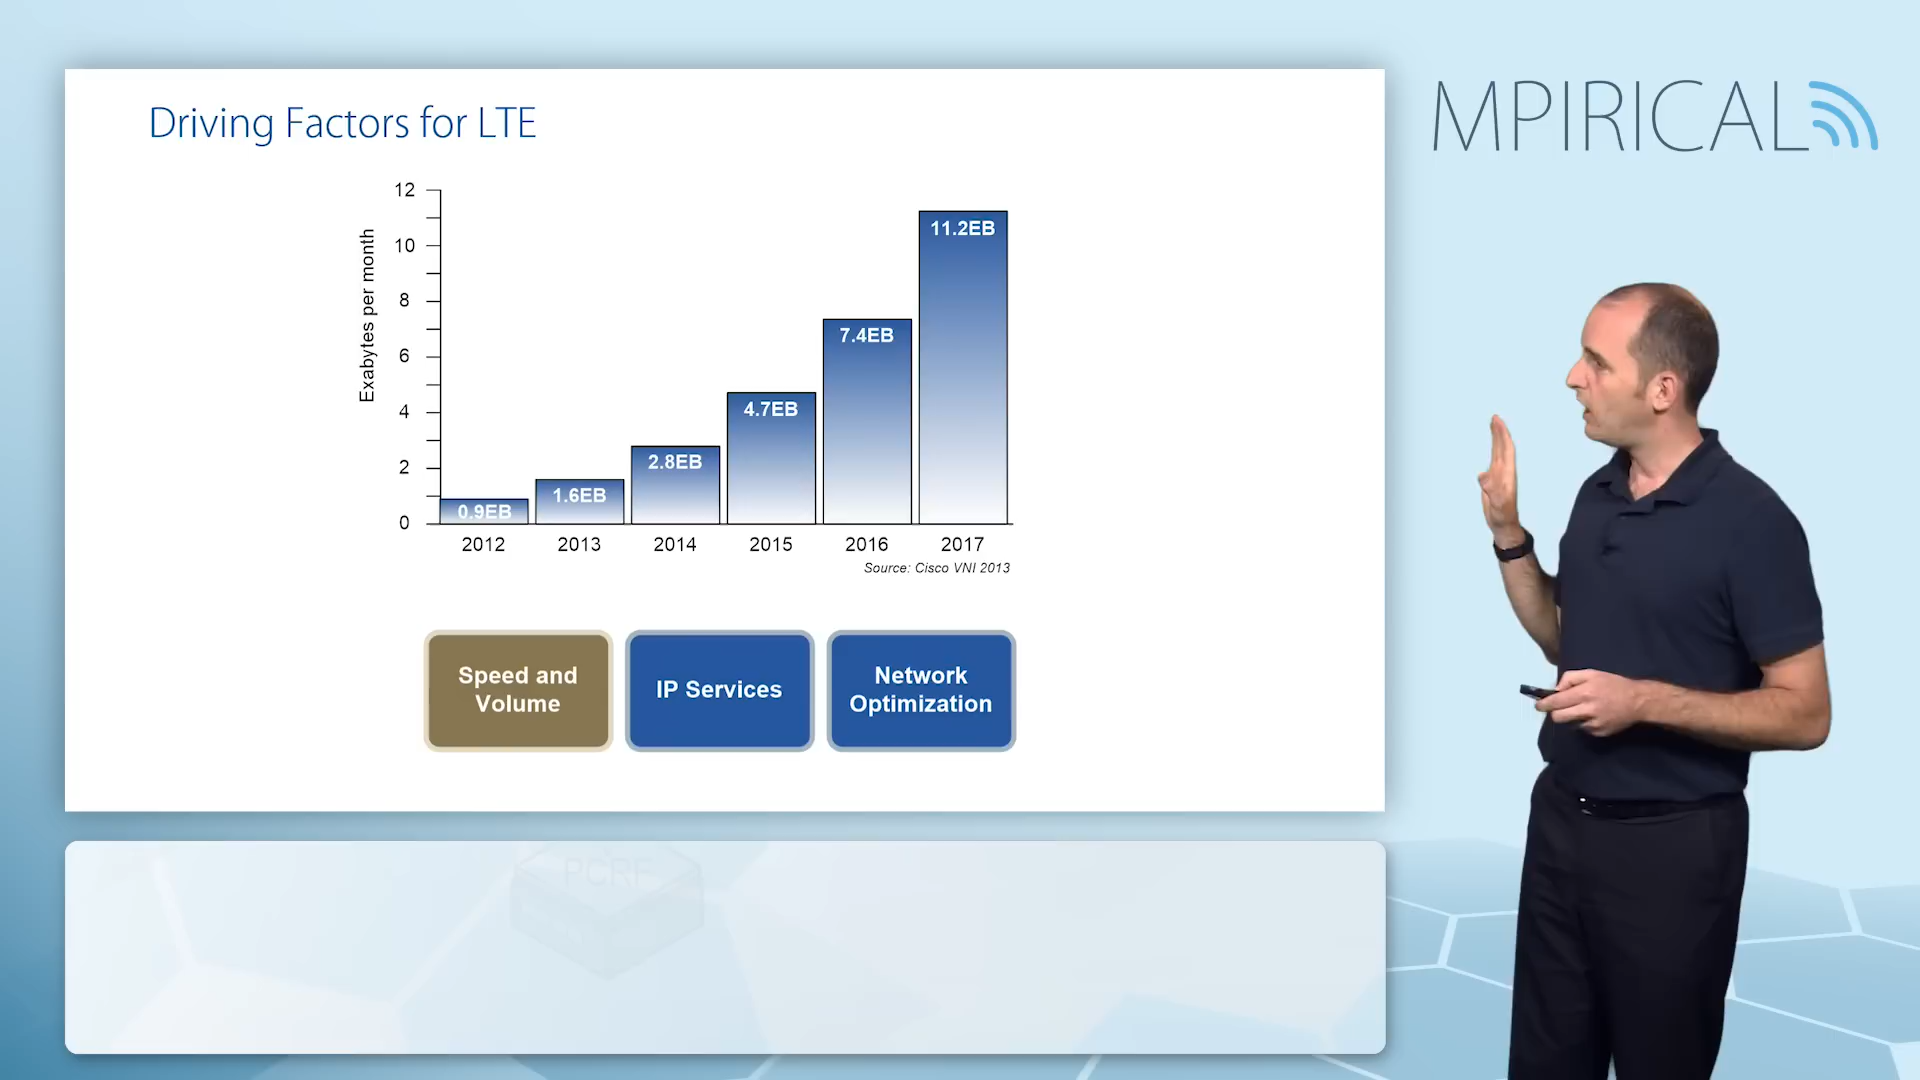 Driving Factors for LTE
MPIRICAL
12
10
8
6
4
2
0
Exabytes per month
0.9EB
1.6EB
2.8EB
4.7EB
7.4EB
11.2EB
2012
2013
2014
2015
2016
2017
Source: Cisco VNI 2013
Speed and
Volume
IP Services
Network
Optimization
PCRF